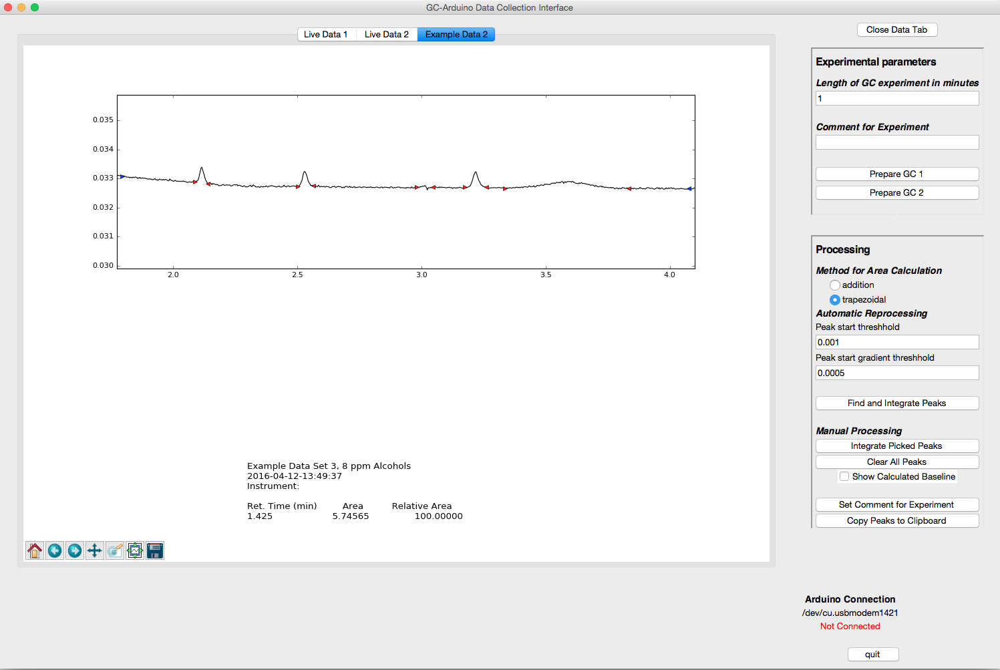 GC-Arduino Data Collection Interface
Live Data 1 Live Data 2 Example Data 2
Close Data Tab
0.035
0.034
0.033
0.032
0.031
0.030
2.0 2.5 3.0 3.5 4.0
Example Data Set 3, 8 ppm Alcohols
2016-04-12-13:49:37
Instrument:
Ret. Time (min) Area Relative Area
1.425 5.74565 100.00000
Experimental parameters
Length of GC experiment in minutes
1
Comment for Experiment
Prepare GC 1
Prepare GC 2
Processing
Method for Area Calculation
addition
trapezoidal
Automatic Reprocessing
Peak start threshhold
0.001
Peak start gradient threshhold
0.0005
Find and Integrate Peaks
Manual Processing
Integrate Picked Peaks
Clear All Peaks
Show Calculated Baseline
Set Comment for Experiment
Copy Peaks to Clipboard
Arduino Connection
/dev/cu.usbmodem1421
Not Connected
quit